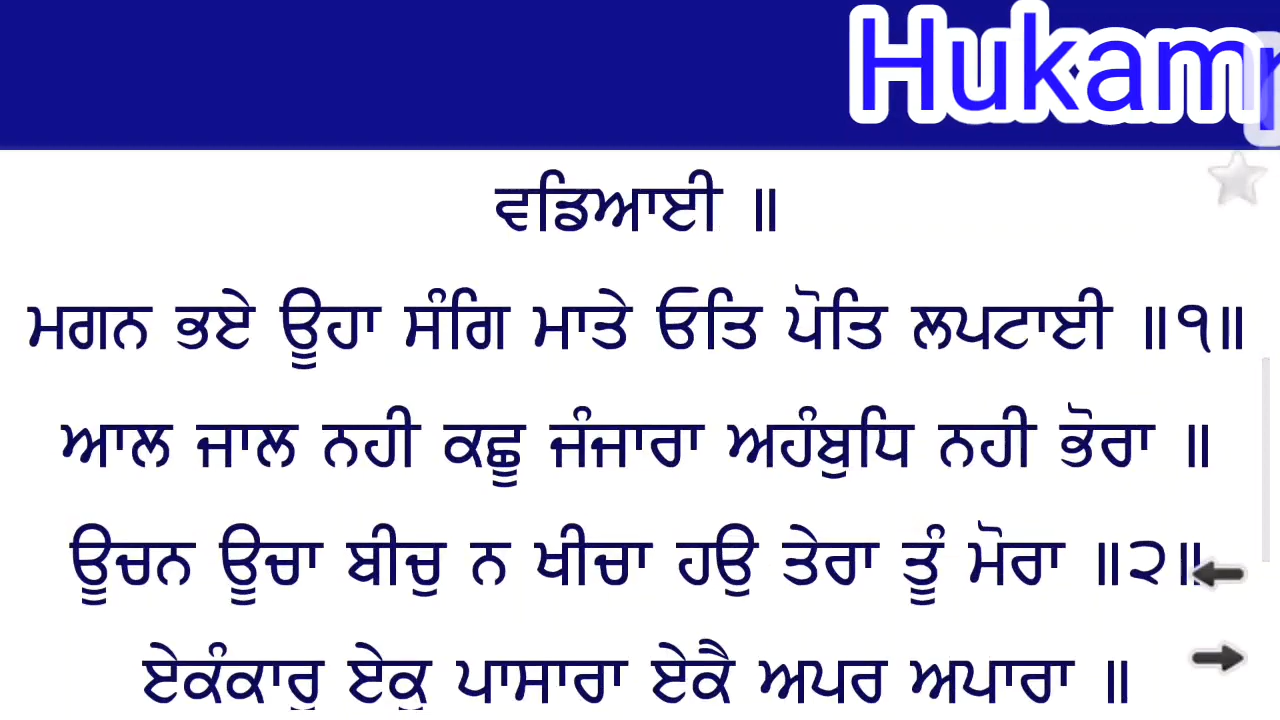 Hukam
ਵਡਿਆਈ ॥
ਮਗਨ ਭਏ ਊਹਾ ਸੰਗਿ ਮਾਤੇ ਓਤਿ ਪੋਤਿ ਲਪਟਾਈ ॥੧॥
ਆਲ ਜਾਲ ਨਹੀ ਕਛੂ ਜੰਜਾਰਾ ਅਹੰਬੁਧਿ ਨਹੀ ਭੋਰਾ ॥
ਊਚਨ ਊਚਾ ਬੀਚੁ ਨ ਖੀਚਾ ਹਉ ਤੇਰਾ ਤੂੰ ਮੋਰਾ ॥੨॥
ਏਕੰਕਾਰੁ ਏਕੁ ਪਾਸਾਰਾ ਏਕੈ ਅਪਰ ਅਪਾਰਾ ॥